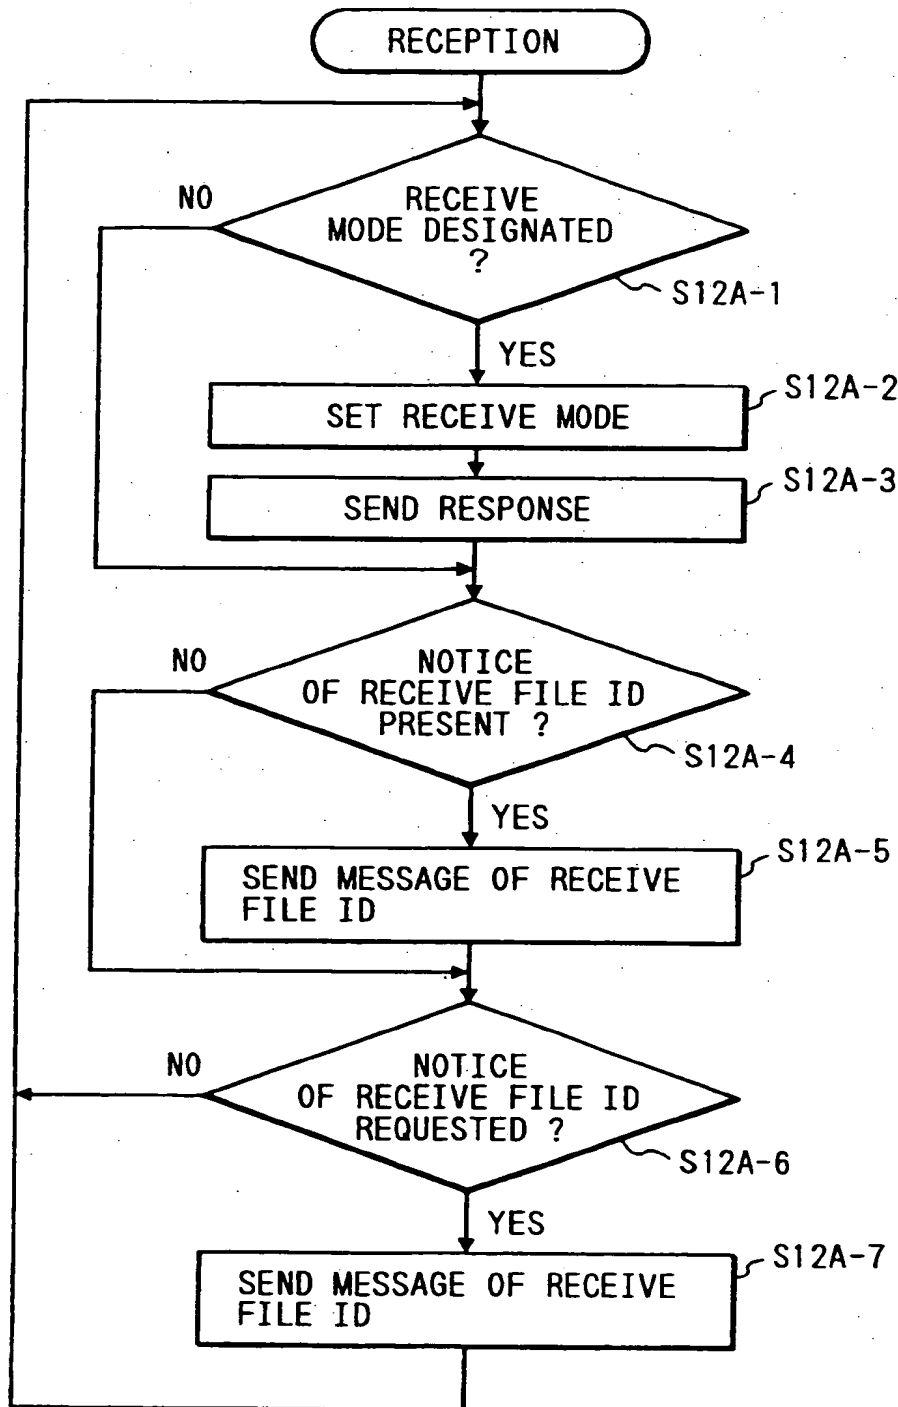 RECEPTION
NO
RECEIVE
MODE DESIGNATED
?
S12A-1
YES
S12A-2
SET RECEIVE MODE
S12A-3
SEND RESPONSE
NO
NOTICE
OF RECEIVE FILE ID
PRESENT ?
S12A-4
YES
S12A-5
SEND MESSAGE OF RECEIVE
FILE ID
NO
NOTICE
OF RECEIVE FILE ID
REQUESTED ?
S12A-6
YES
S12A-7
SEND MESSAGE OF RECEIVE
FILE ID